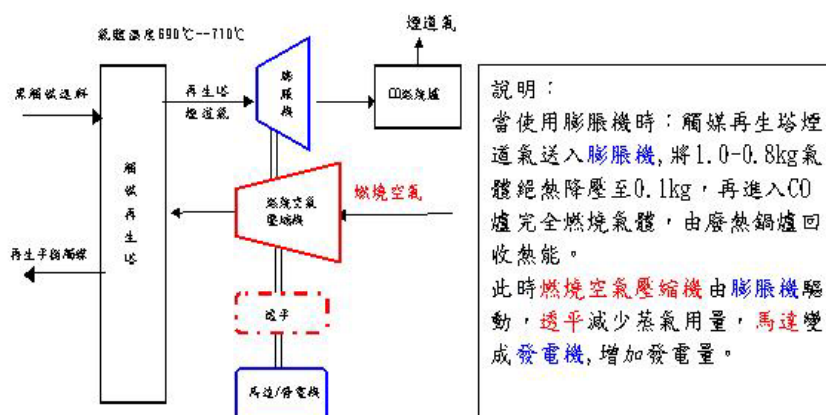 氣體溫度690℃--710℃
煙道氣
膨脹機
CO燃燒爐
再生塔
煙道氣
黑觸媒進料
觸媒再生塔
燃燒空氣
壓縮機
燃燒空氣
再生平衡觸媒
透平
馬達/發電機
說明：
當使用膨脹機時：觸媒再生塔煙
道氣送入膨脹機,將1.0-0.8kg氣
體絕熱降壓至0.1kg，再進入CO
爐完全燃燒氣體，由廢熱鍋爐回
收熱能。
此時燃燒空氣壓縮機由膨脹機驅
動，透平減少蒸氣用量，馬達變
成發電機,增加發電量。